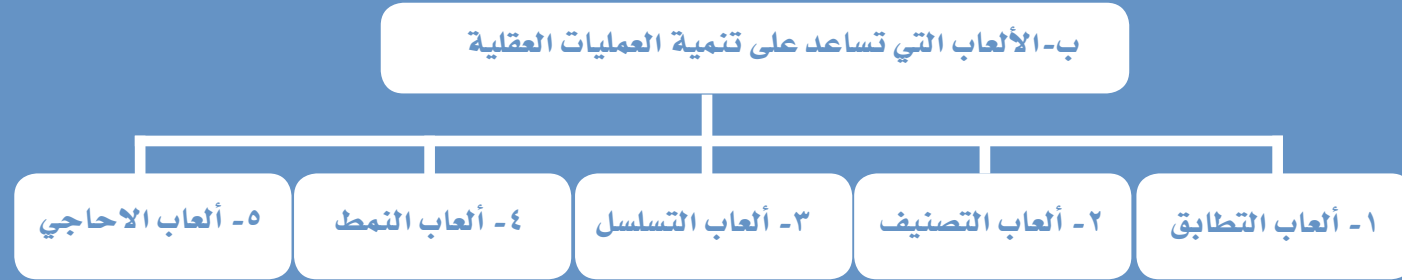 ب-الألعاب التي تساعد على تنمية العمليات العقلية
١- ألعاب التطابق
٢- ألعاب التصنيف
٣- ألعاب التسلسل
٤- ألعاب النمط
٥- ألعاب الاحاجي